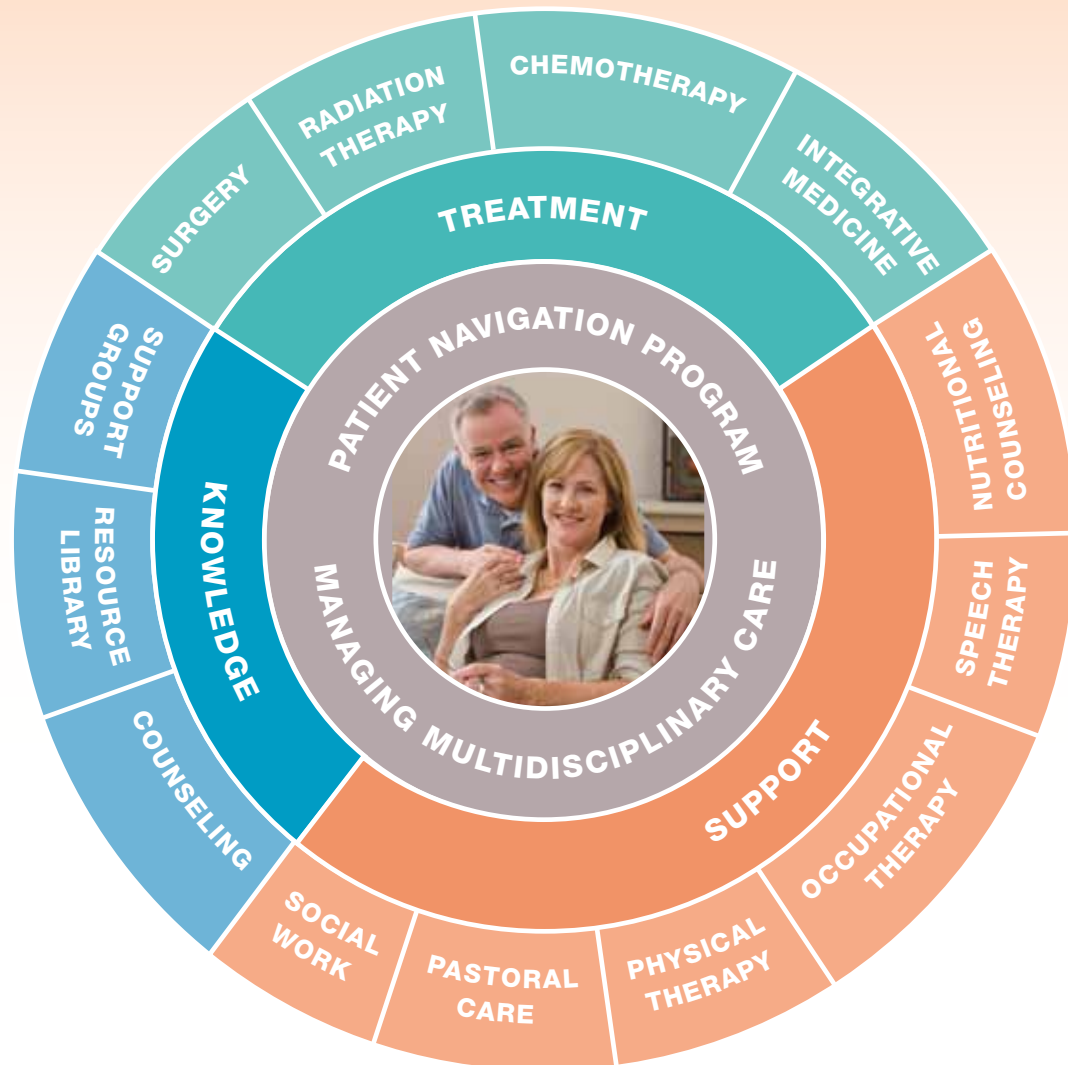 PATIENT NAVIGATION PROGRAM
MANAGING MULTIDISCIPLINARY CARE
TREATMENT
SURGERY
RADIATION
THERAPY
CHEMOTHERAPY
INTEGRATIVE
MEDICINE
SUPPORT
NUTRITIONAL
COUNSELING
SPEECH
THERAPY
OCCUPATIONAL
THERAPY
PHYSICAL
THERAPY
PASTORAL
CARE
SOCIAL
WORK
KNOWLEDGE
COUNSELING
RESOURCE
LIBRARY
SUPPORT
GROUPS